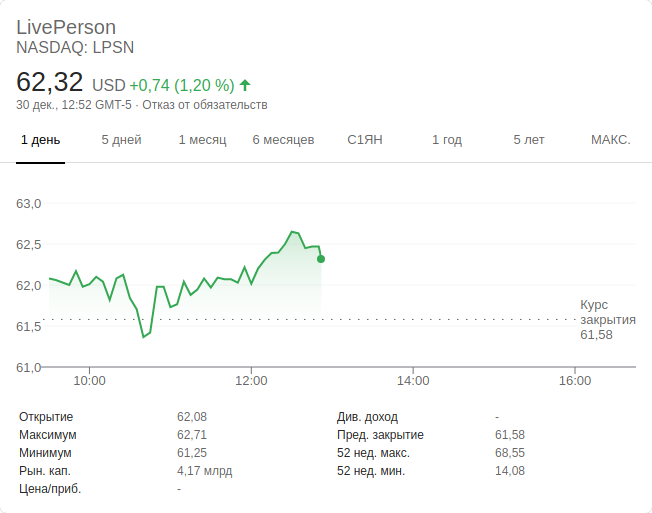 LivePerson
NASDAQ: LPSN
62,32 USD +0,74 (1,20 %)
30 дек., 12:52 GMT-5 · Отказ от обязательств
1 день 5 дней 1 месяц 6 месяцев С1ЯН 1 год 5 лет МАКС.
63,0
62,5
62,0
61,5
61,0
Курс
закрытия
61,58
10:00 12:00 14:00 16:00
Открытие 62,08 Див. доход -
Максимум 62,71 Пред. закрытие 61,58
Минимум 61,25 52 нед. макс. 68,55
Рын. кап. 4,17 млрд 52 нед. мин. 14,08
Цена/приб. -